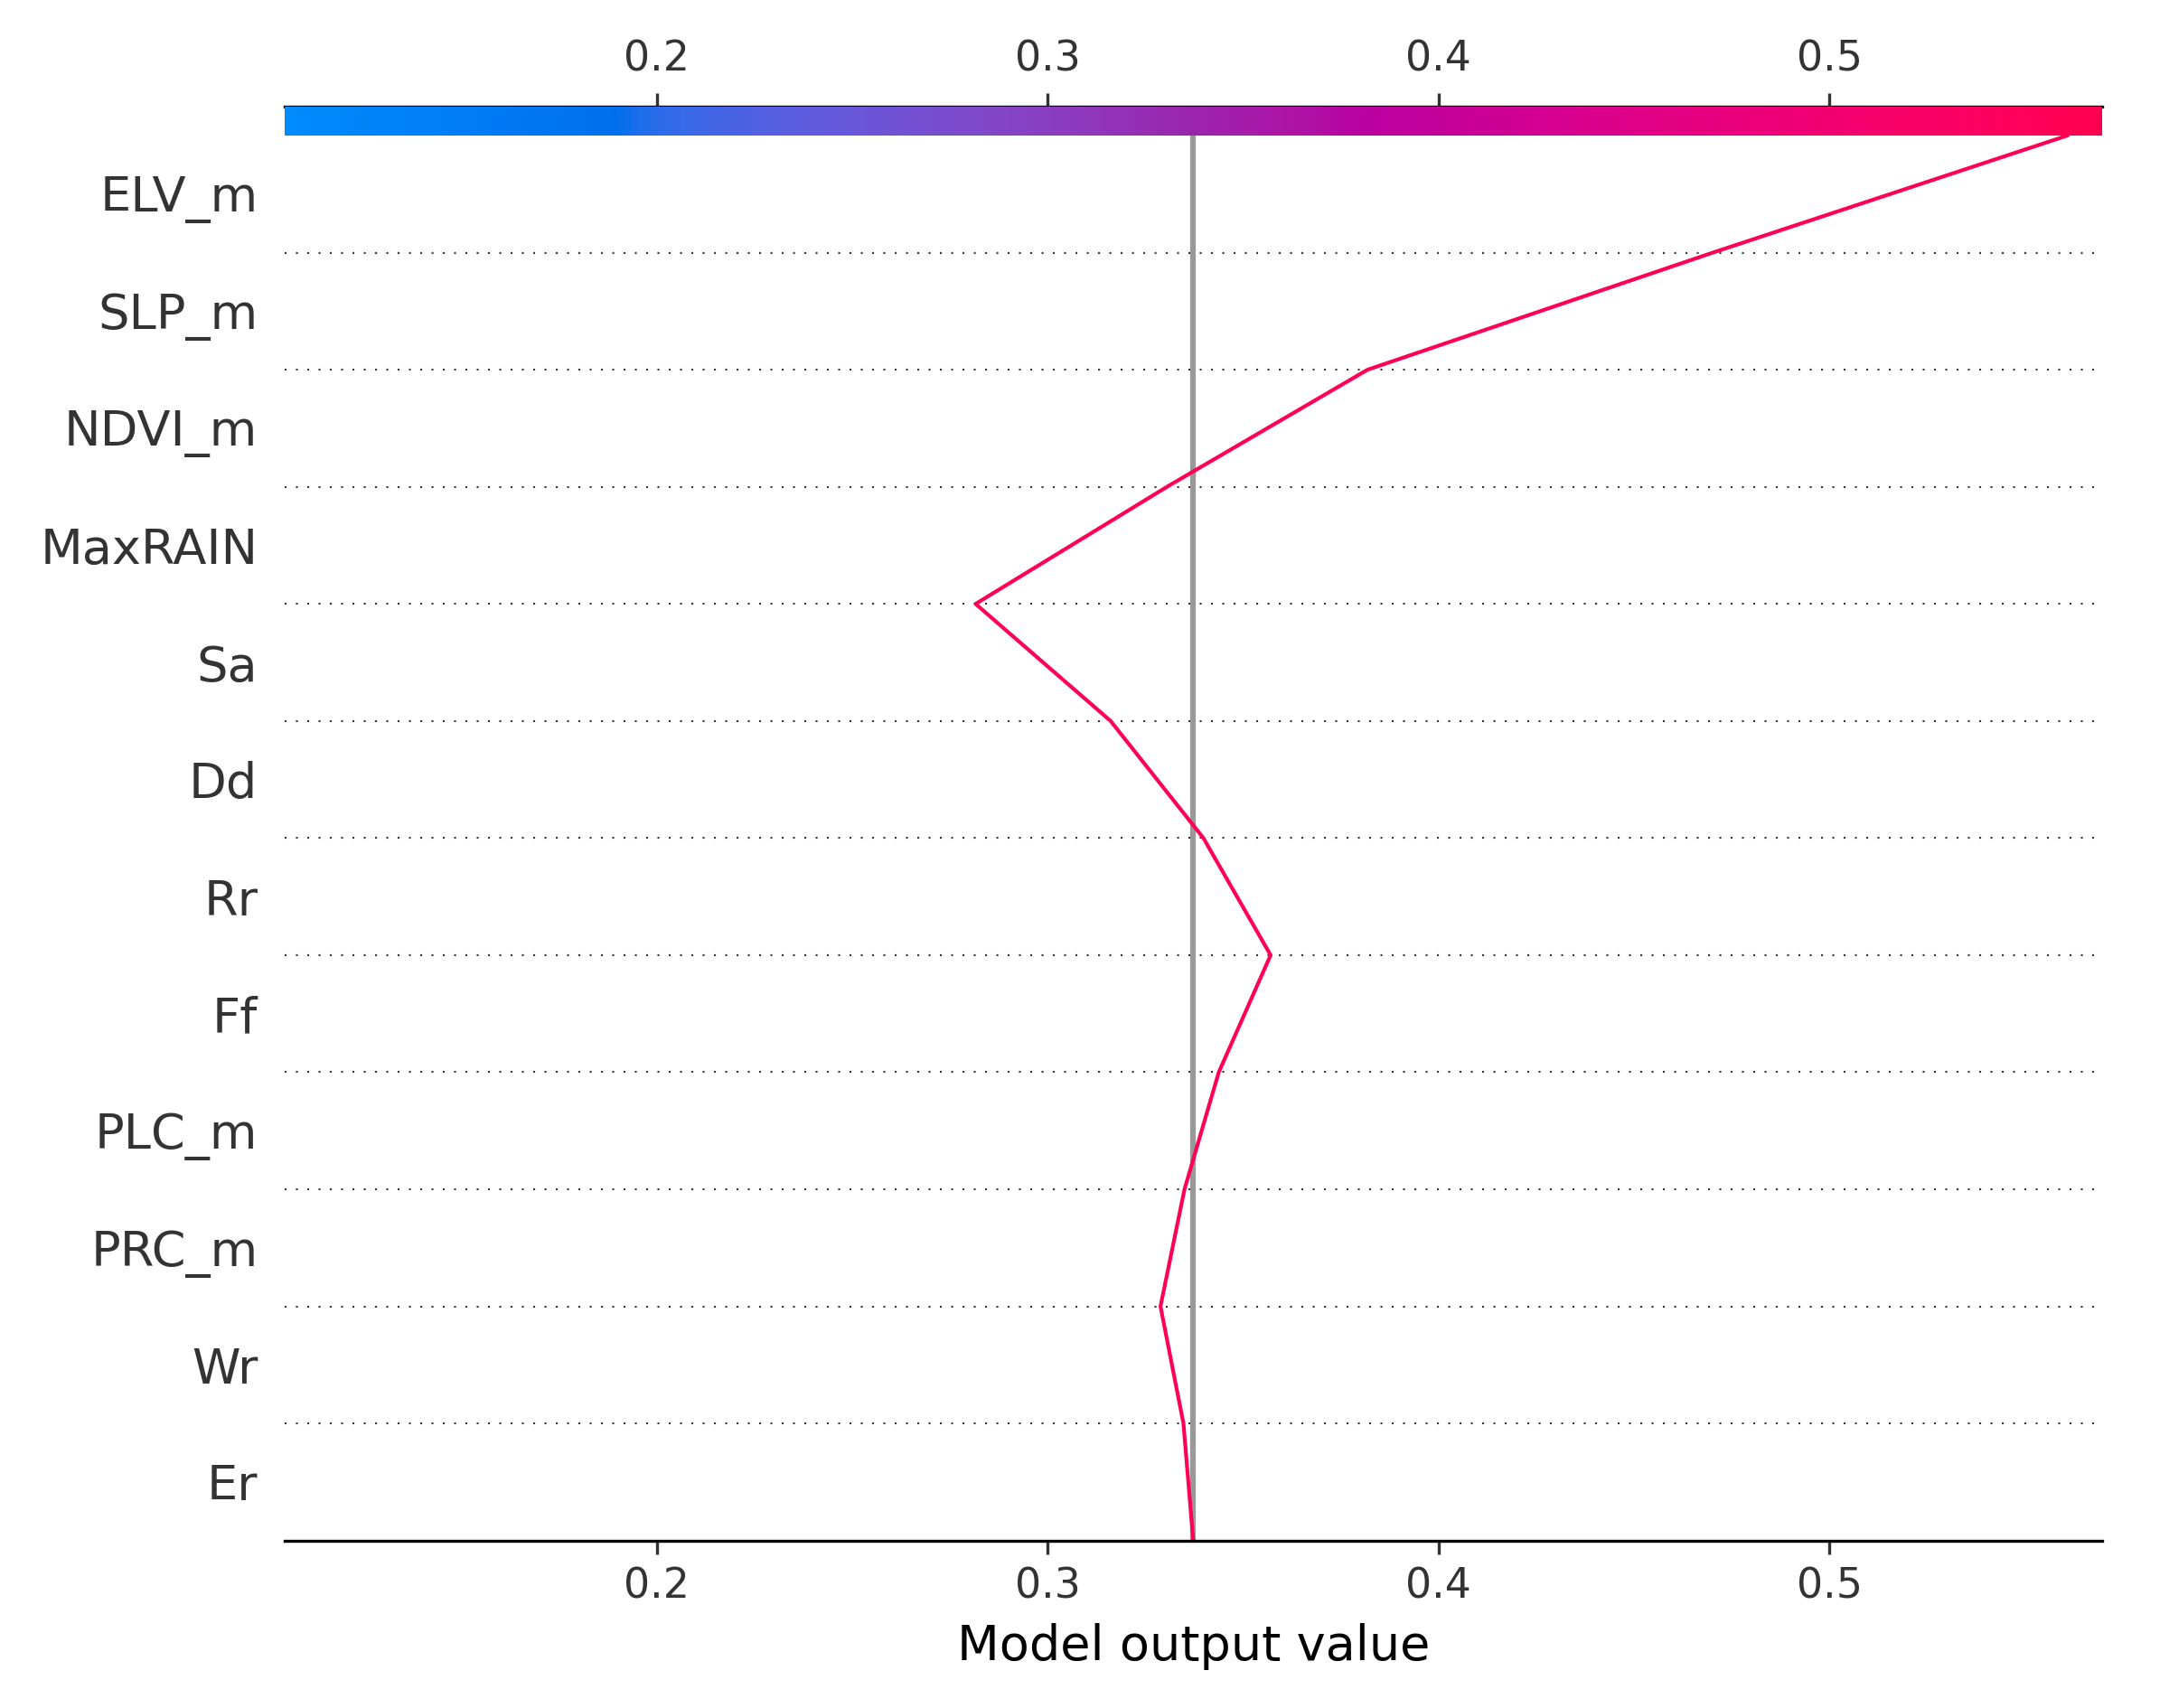 0.2 0.3 0.4 0.5
ELV_m
SLP_m
NDVI_m
MaxRAIN
Sa
Dd
Rr
Ff
PLC_m
PRC_m
Wr
Er
0.2 0.3 0.4 0.5
Model output value